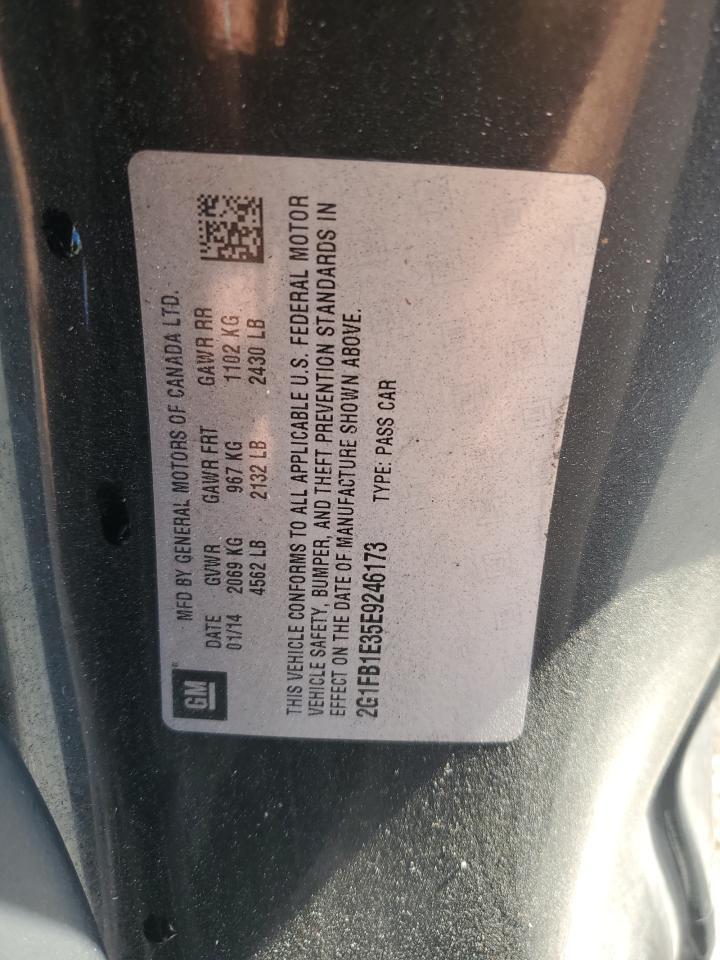 GM®
MFD BY GENERAL MOTORS OF CANADA LTD.
DATE GVWR GAWR FRT GAWR RR
01/14 2069 KG 967 KG 1102 KG
4562 LB 2132 LB 2430 LB
THIS VEHICLE CONFORMS TO ALL APPLICABLE U.S. FEDERAL MOTOR
VEHICLE SAFETY, BUMPER, AND THEFT PREVENTION STANDARDS IN
EFFECT ON THE DATE OF MANUFACTURE SHOWN ABOVE.
2G1FB1E35E9246173 TYPE: PASS CAR